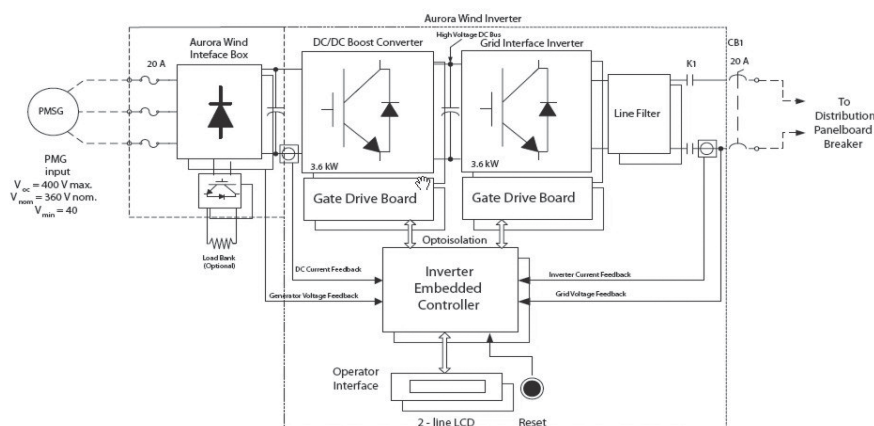 Aurora Wind Inverter
Aurora Wind
Inteface Box
DC/DC Boost Converter
High Voltage DC Bus
Grid Interface Inverter
CB1
20 A
K1
20 A
PMSG
Line Filter
To
Distribution
Panelboard
Breaker
PMG
input
Voc = 400 V max.
Vnom = 360 V nom.
Vmin = 40
3.6 kW
3.6 kW
Gate Drive Board
Gate Drive Board
Load Bank
(Optional)
Optoisolation
DC Current Feedback
Generator Voltage Feedback
Inverter
Embedded
Controller
Inverter Current Feedback
Grid Voltage Feedback
Operator
Interface
2 - line LCD
Reset